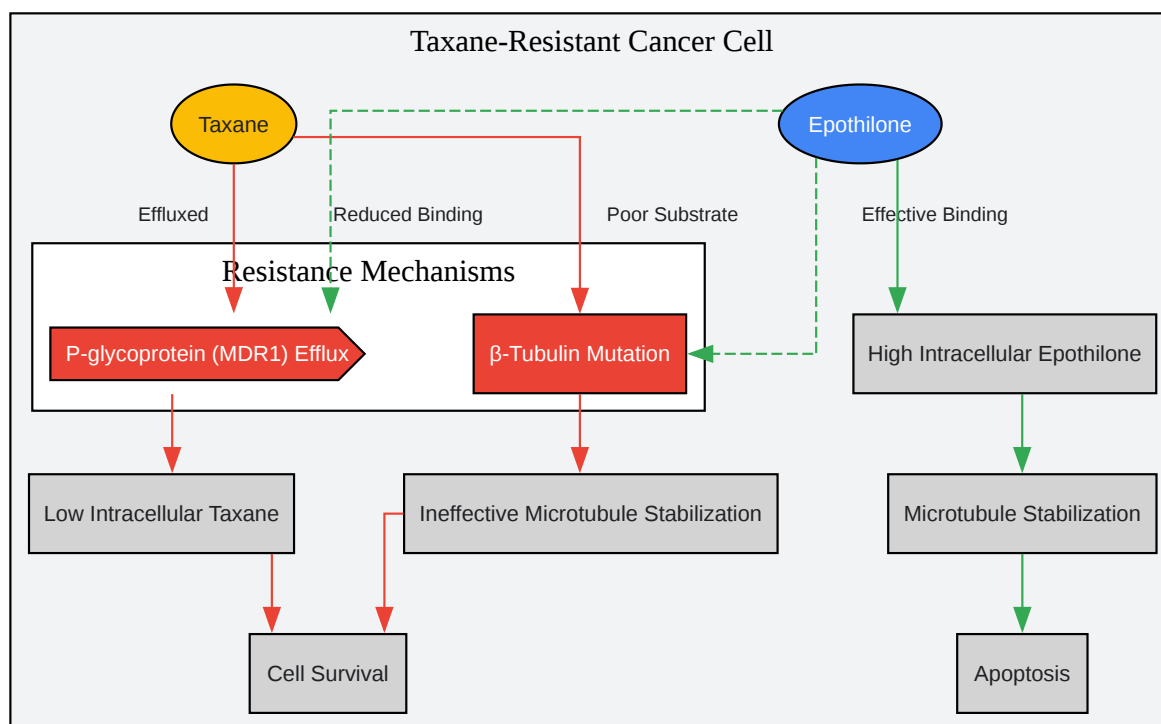 Taxane-Resistant Cancer Cell
Taxane
Epothilone
Effluxed
Reduced Binding
Poor Substrate
Effective Binding
Resistance Mechanisms
P-glycoprotein (MDR1) Efflux
β-Tubulin Mutation
High Intracellular Epothilone
Low Intracellular Taxane
Ineffective Microtubule Stabilization
Microtubule Stabilization
Cell Survival
Apoptosis